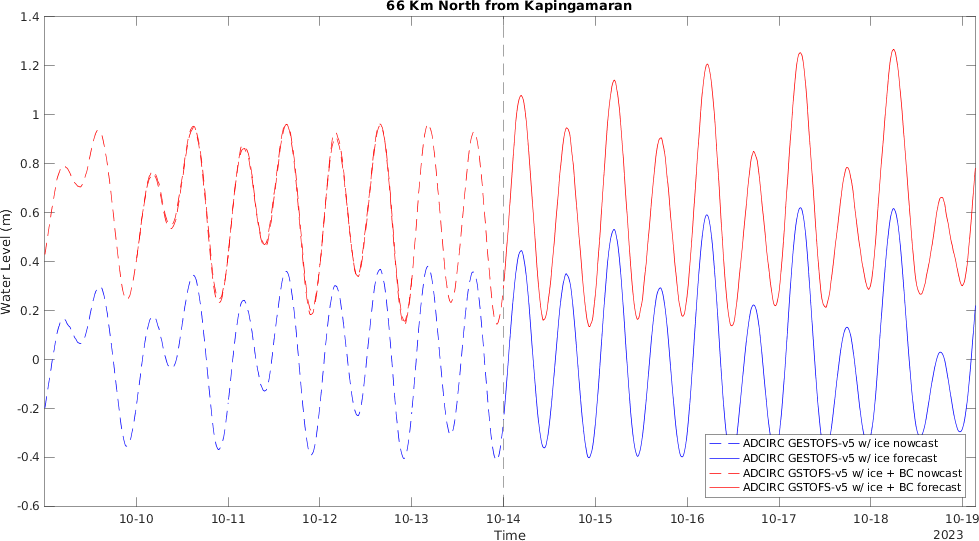 66 Km North from Kapingamaran
1.4
1.2
1
0.8
0.6
0.4
0.2
0
-0.2
-0.4
-0.6
Water Level (m)
ADCIRC GESTOFS-v5 w/ ice nowcast
ADCIRC GESTOFS-v5 w/ ice forecast
ADCIRC GSTOFS-v5 w/ ice + BC nowcast
ADCIRC GSTOFS-v5 w/ ice + BC forecast
10-10 10-11 10-12 10-13 10-14 10-15 10-16 10-17 10-18 10-19
Time
2023